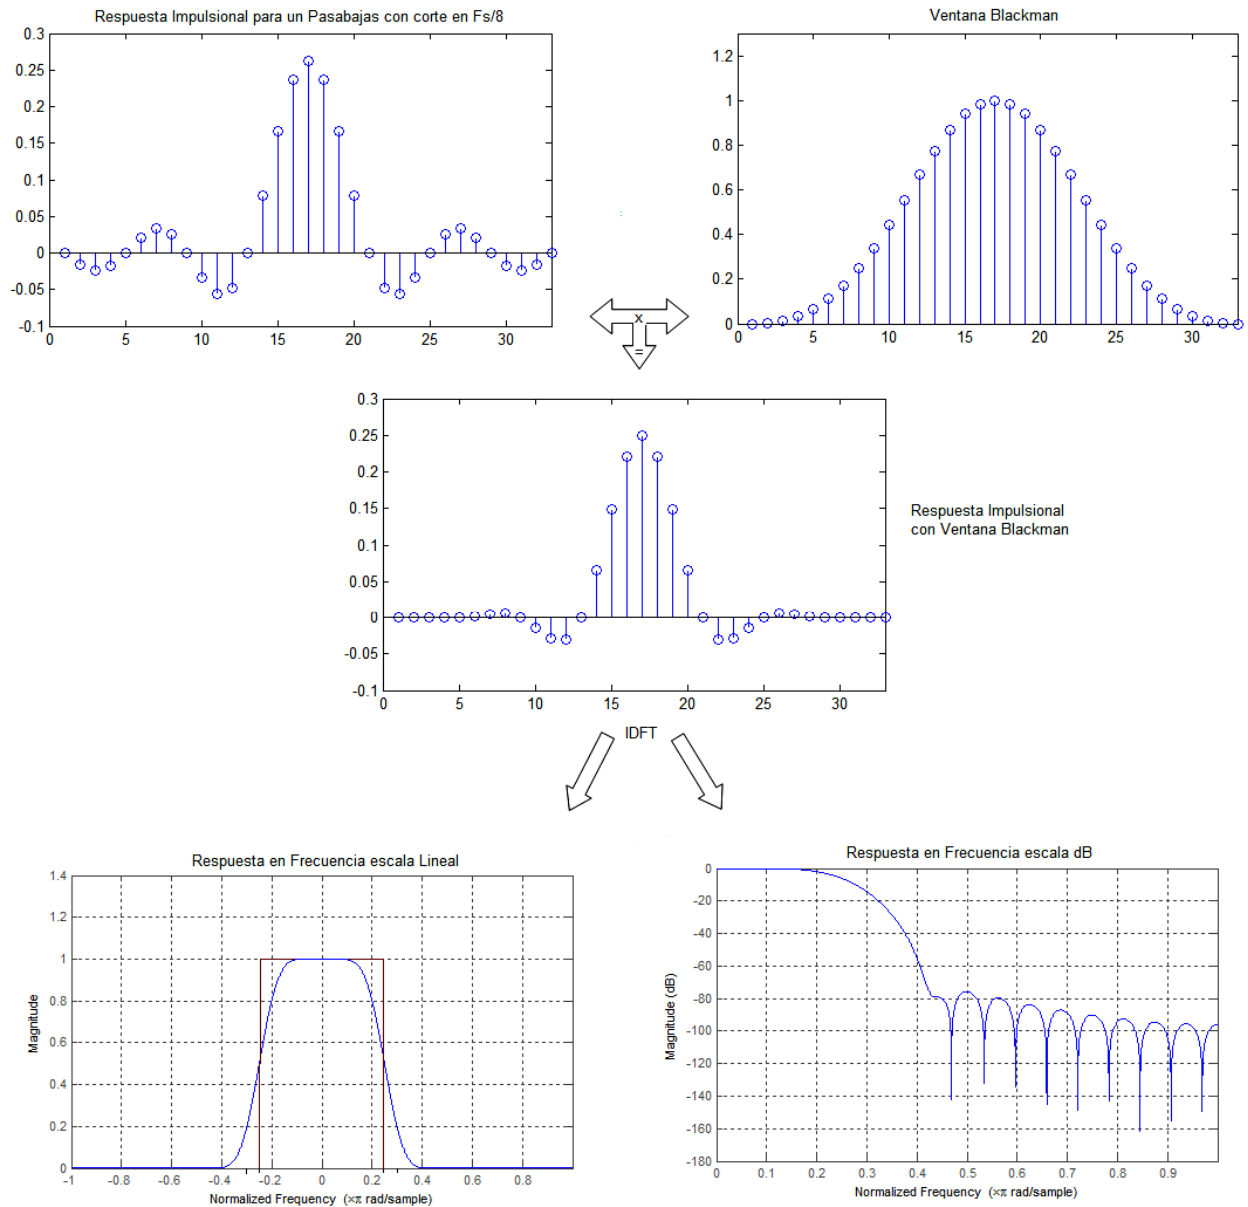 Respuesta Impulsional para un Pasabajas con corte en Fs/8
0.3
0.25
0.2
0.15
0.1
0.05
0
-0.05
-0.1
0 5 10 15 20 25 30
Ventana Blackman
1.2
1
0.8
0.6
0.4
0.2
0
0 5 10 15 20 25 30
x
=
0.3
0.25
0.2
0.15
0.1
0.05
0
-0.05
-0.1
0 5 10 15 20 25 30
Respuesta Impulsional
con Ventana Blackman
IDFT
Respuesta en Frecuencia escala Lineal
1.4
1.2
1
0.8
0.6
0.4
0.2
0
Magnitude
-1 -0.8 -0.6 -0.4 -0.2 0 0.2 0.4 0.6 0.8
Normalized Frequency (×π rad/sample)
Respuesta en Frecuencia escala dB
0
-20
-40
-60
-80
-100
-120
-140
-160
-180
Magnitude (dB)
0 0.1 0.2 0.3 0.4 0.5 0.6 0.7 0.8 0.9
Normalized Frequency (×π rad/sample)